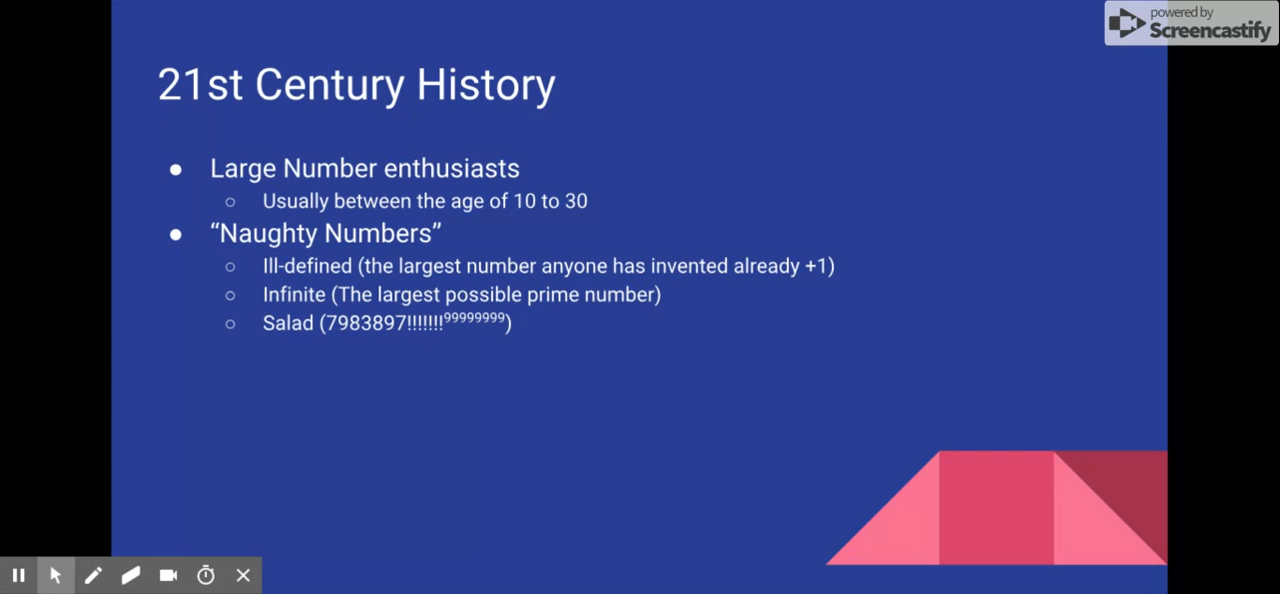 powered by
Screencastify
21st Century History
● Large Number enthusiasts
○ Usually between the age of 10 to 30
● “Naughty Numbers”
○ Ill-defined (the largest number anyone has invented already +1)
○ Infinite (The largest possible prime number)
○ Salad (7983897!!!!!!!⁹⁹⁹⁹⁹⁹⁹⁹)